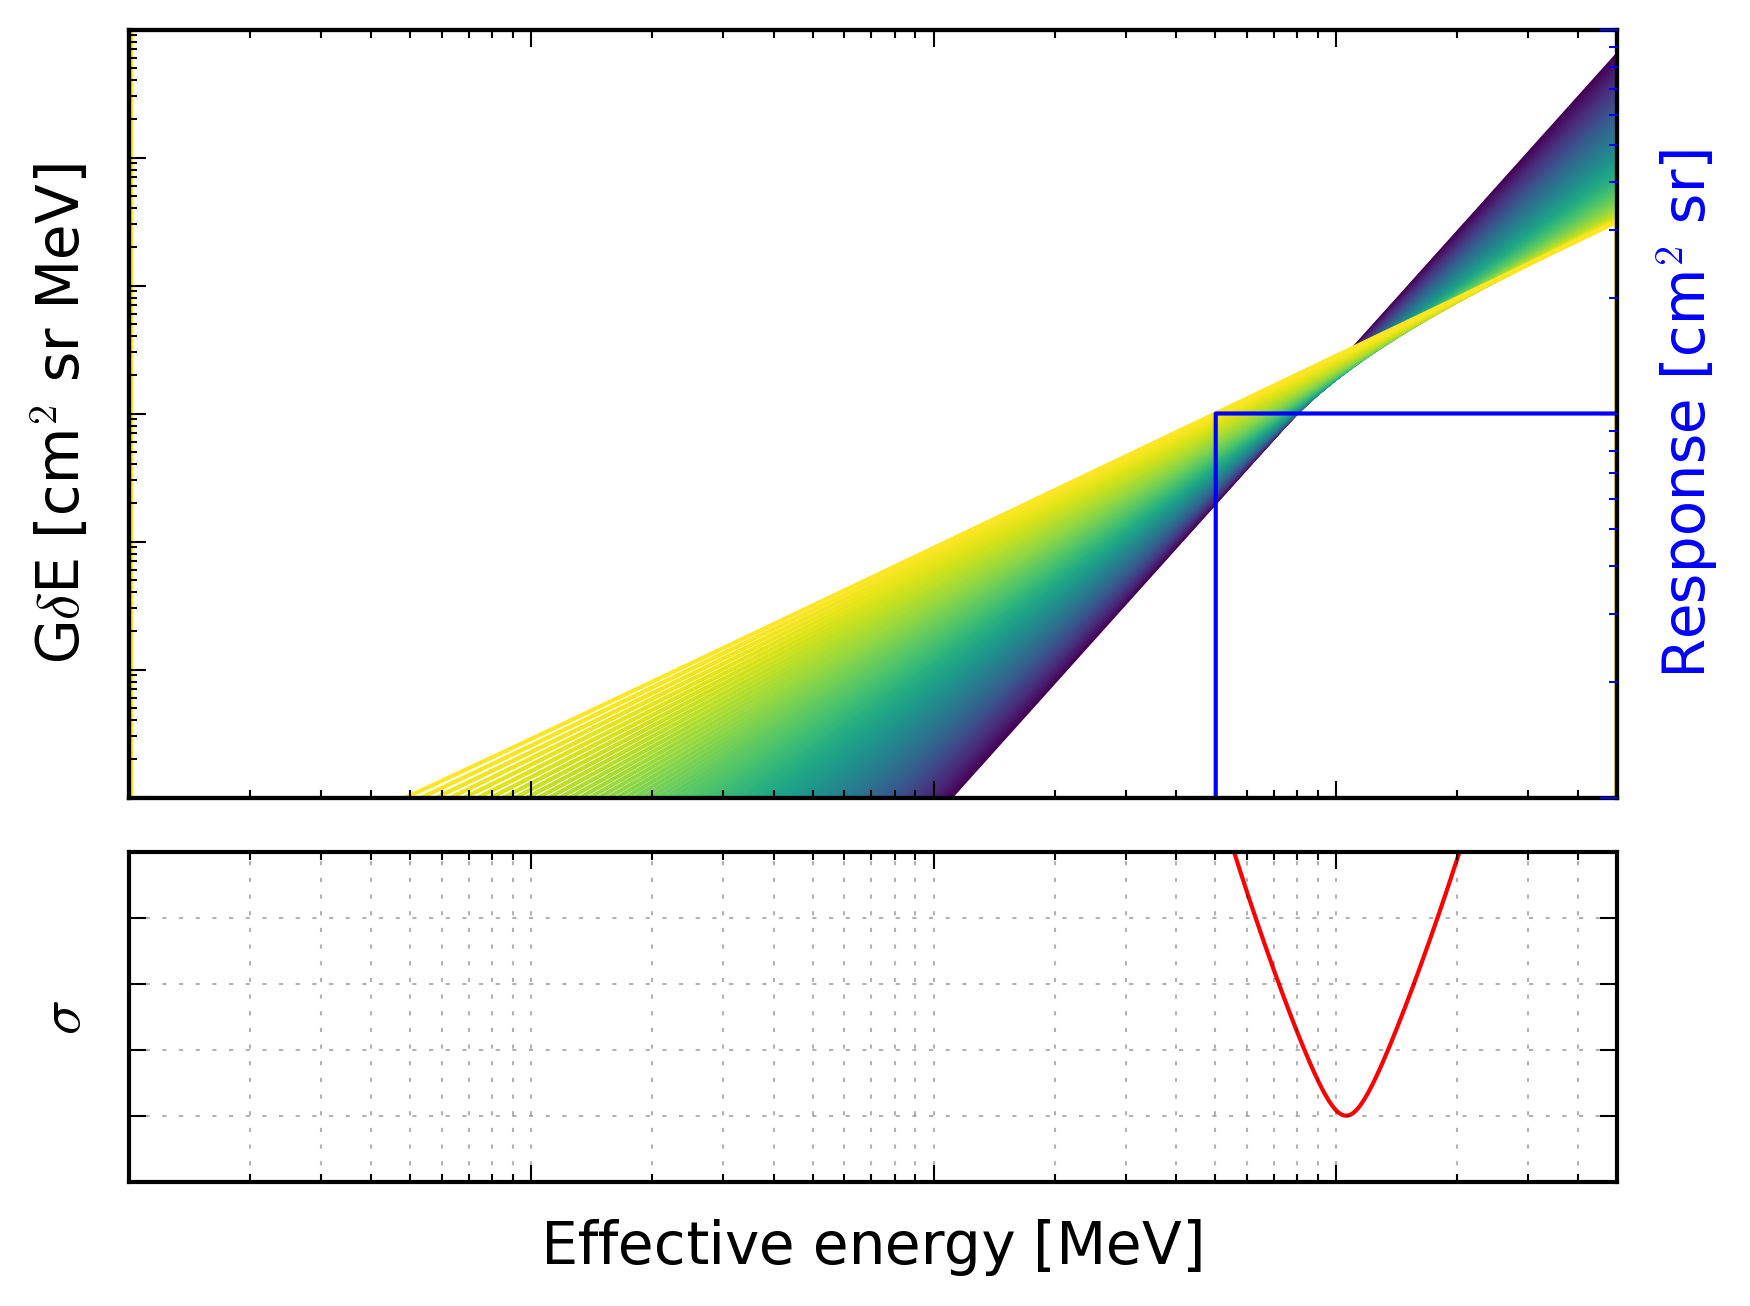 GδE [cm² sr MeV]
Response [cm² sr]
σ
Effective energy [MeV]